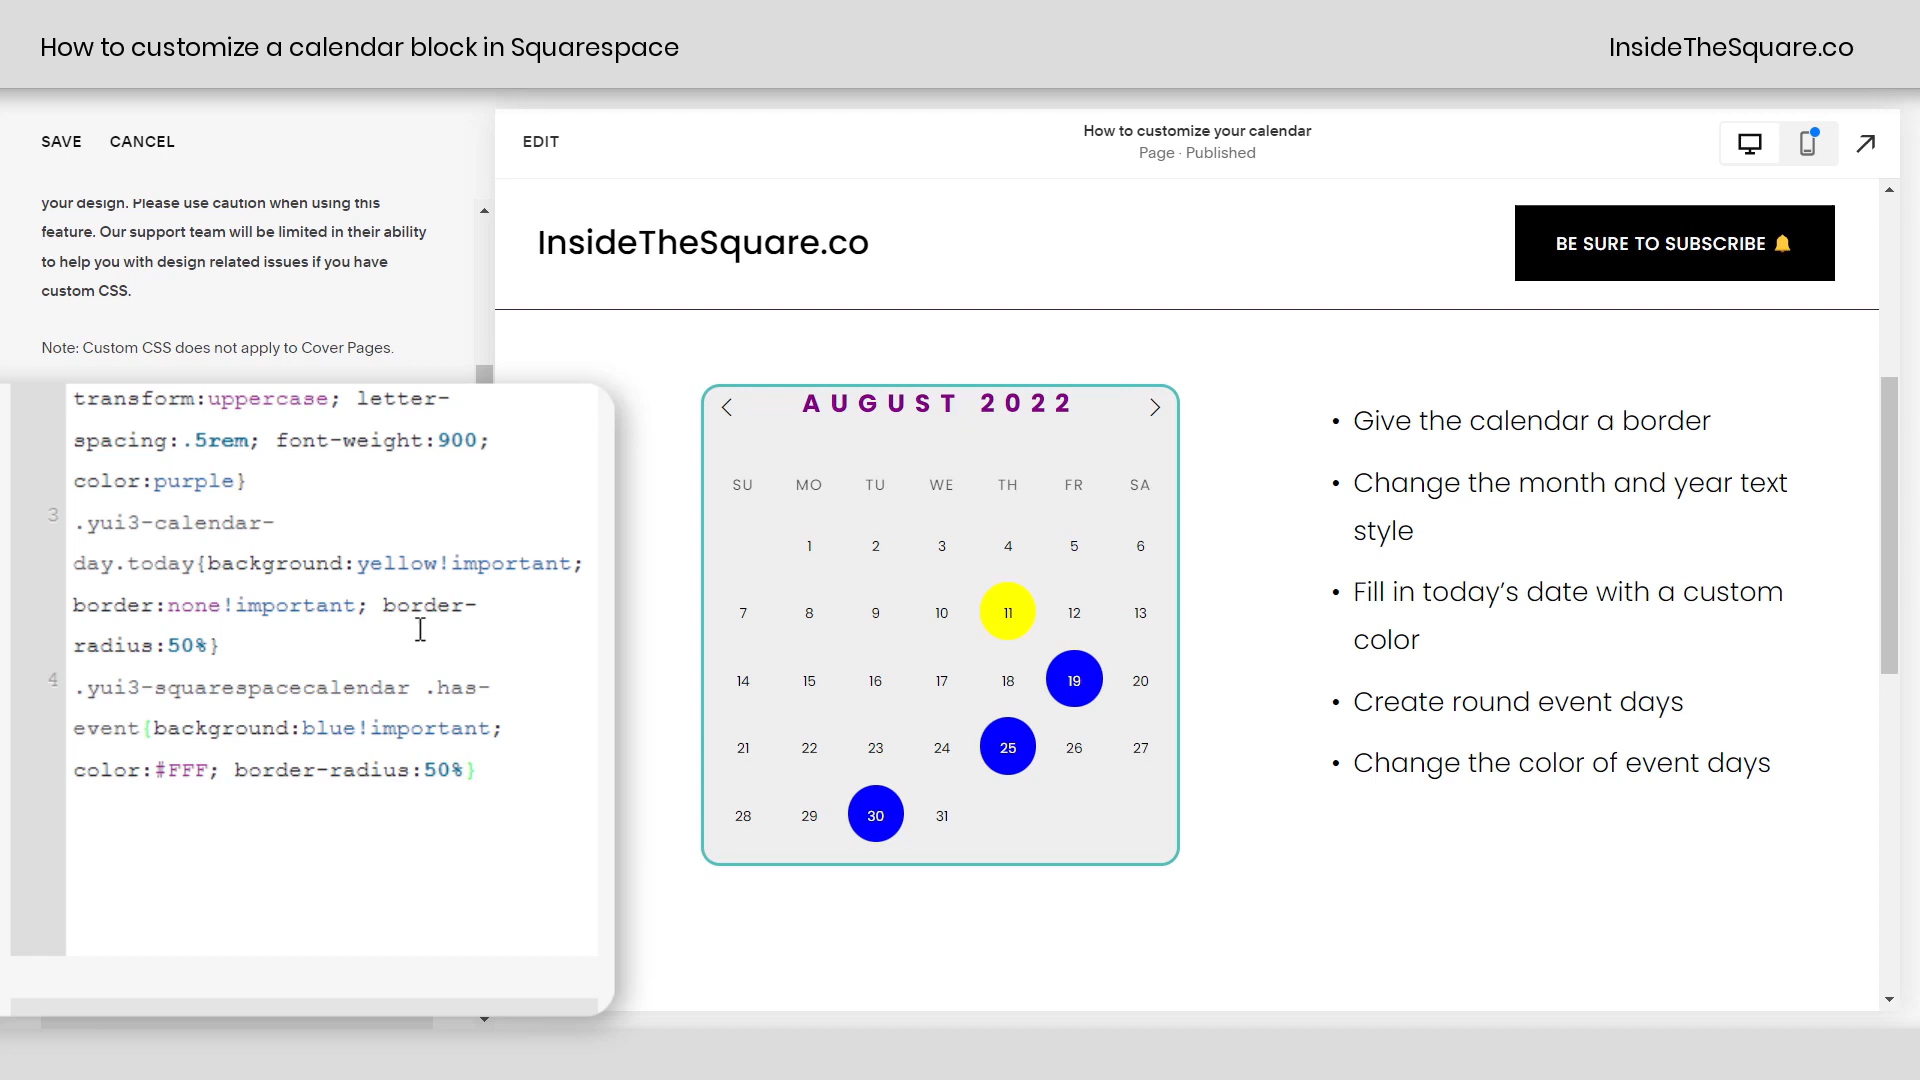 How to customize a calendar block in Squarespace
InsideTheSquare.co
SAVE CANCEL
your design. Please use caution when using this
feature. Our support team will be limited in their ability
to help you with design related issues if you have
custom CSS.
Note: Custom CSS does not apply to Cover Pages.
transform:uppercase; letter-
spacing:.5rem; font-weight:900;
color:purple}
3 .yui3-calendar-
day.today{background:yellow!important;
border:none!important; border-
radius:50%}
4 .yui3-squarespacecalendar .has-
event{background:blue!important;
color:#FFF; border-radius:50%}
EDIT
How to customize your calendar
Page · Published
InsideTheSquare.co
BE SURE TO SUBSCRIBE 🔔
AUGUST 2022
SU MO TU WE TH FR SA
1 2 3 4 5 6
7 8 9 10 11 12 13
14 15 16 17 18 19 20
21 22 23 24 25 26 27
28 29 30 31
• Give the calendar a border
• Change the month and year text
style
• Fill in today’s date with a custom
color
• Create round event days
• Change the color of event days